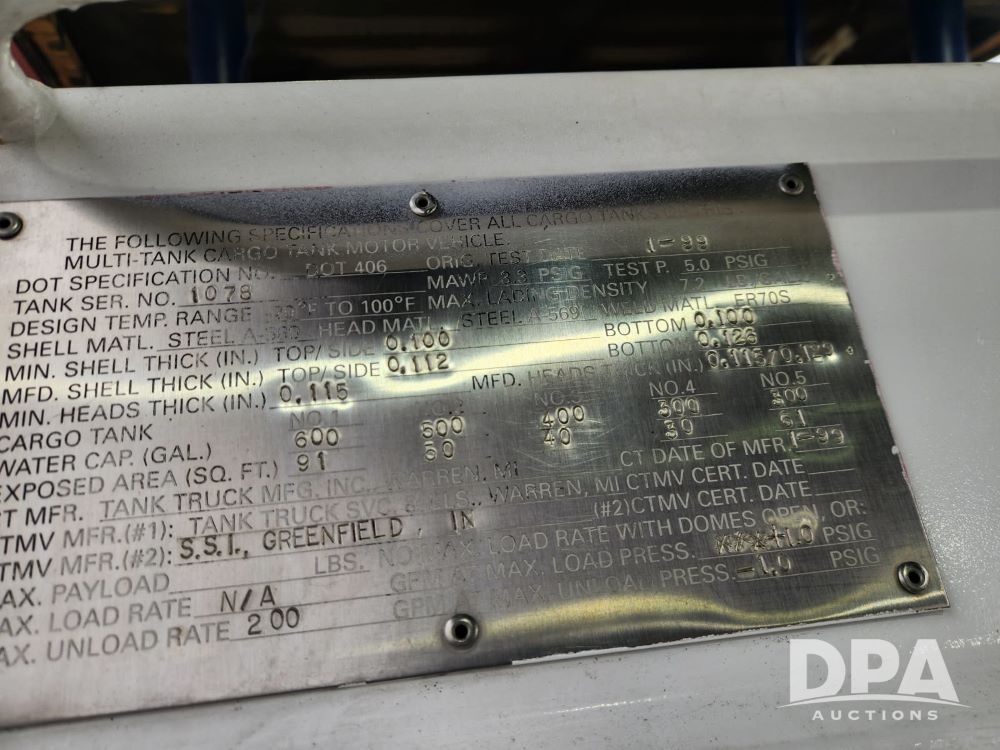 THE FOLLOWING SPECIFICATIONS COVER ALL CARGO TANKS
MULTI-TANK CARGO TANK MOTOR VEHICLE.
DOT SPECIFICATION NO. DOT 406 ORIG. TEST DATE 1-99
TANK SER. NO. 1078 MAWP 3.3 PSIG TEST P. 5.0 PSIG
DESIGN TEMP. RANGE °F TO 100°F MAX. LADING DENSITY 7.2
SHELL MATL. STEEL A-569 HEAD MATL. STEEL A-569 WELD MATL. ER70S
MIN. SHELL THICK (IN.) TOP/SIDE 0.100 BOTTOM 0.100
MFD. SHELL THICK (IN.) TOP/SIDE 0.112 BOTTOM 0.126
MIN. HEADS THICK (IN.) 0.115 MFD. HEADS THICK (IN.) 0.115/0.129
CARGO TANK NO.1 NO.3 NO.4 NO.5
WATER CAP. (GAL.) 600 400 300 300
EXPOSED AREA (SQ. FT.) 91 40 30 61
CT MFR. TANK TRUCK MFG. INC., WARREN, MI CT DATE OF MFR. 1-99
CTMV MFR.(#1): TANK TRUCK SVC. & SLS., WARREN, MI CTMV CERT. DATE
CTMV MFR.(#2): S.S.I., GREENFIELD, IN (#2)CTMV CERT. DATE
MAX. PAYLOAD LBS. LOAD RATE WITH DOMES OPEN, OR:
MAX. LOAD RATE N/A GPM MAX. LOAD PRESS. +1.0 PSIG
MAX. UNLOAD RATE 200 GPM MAX. UNLOAD PRESS. -1.0 PSIG
DPA
AUCTIONS